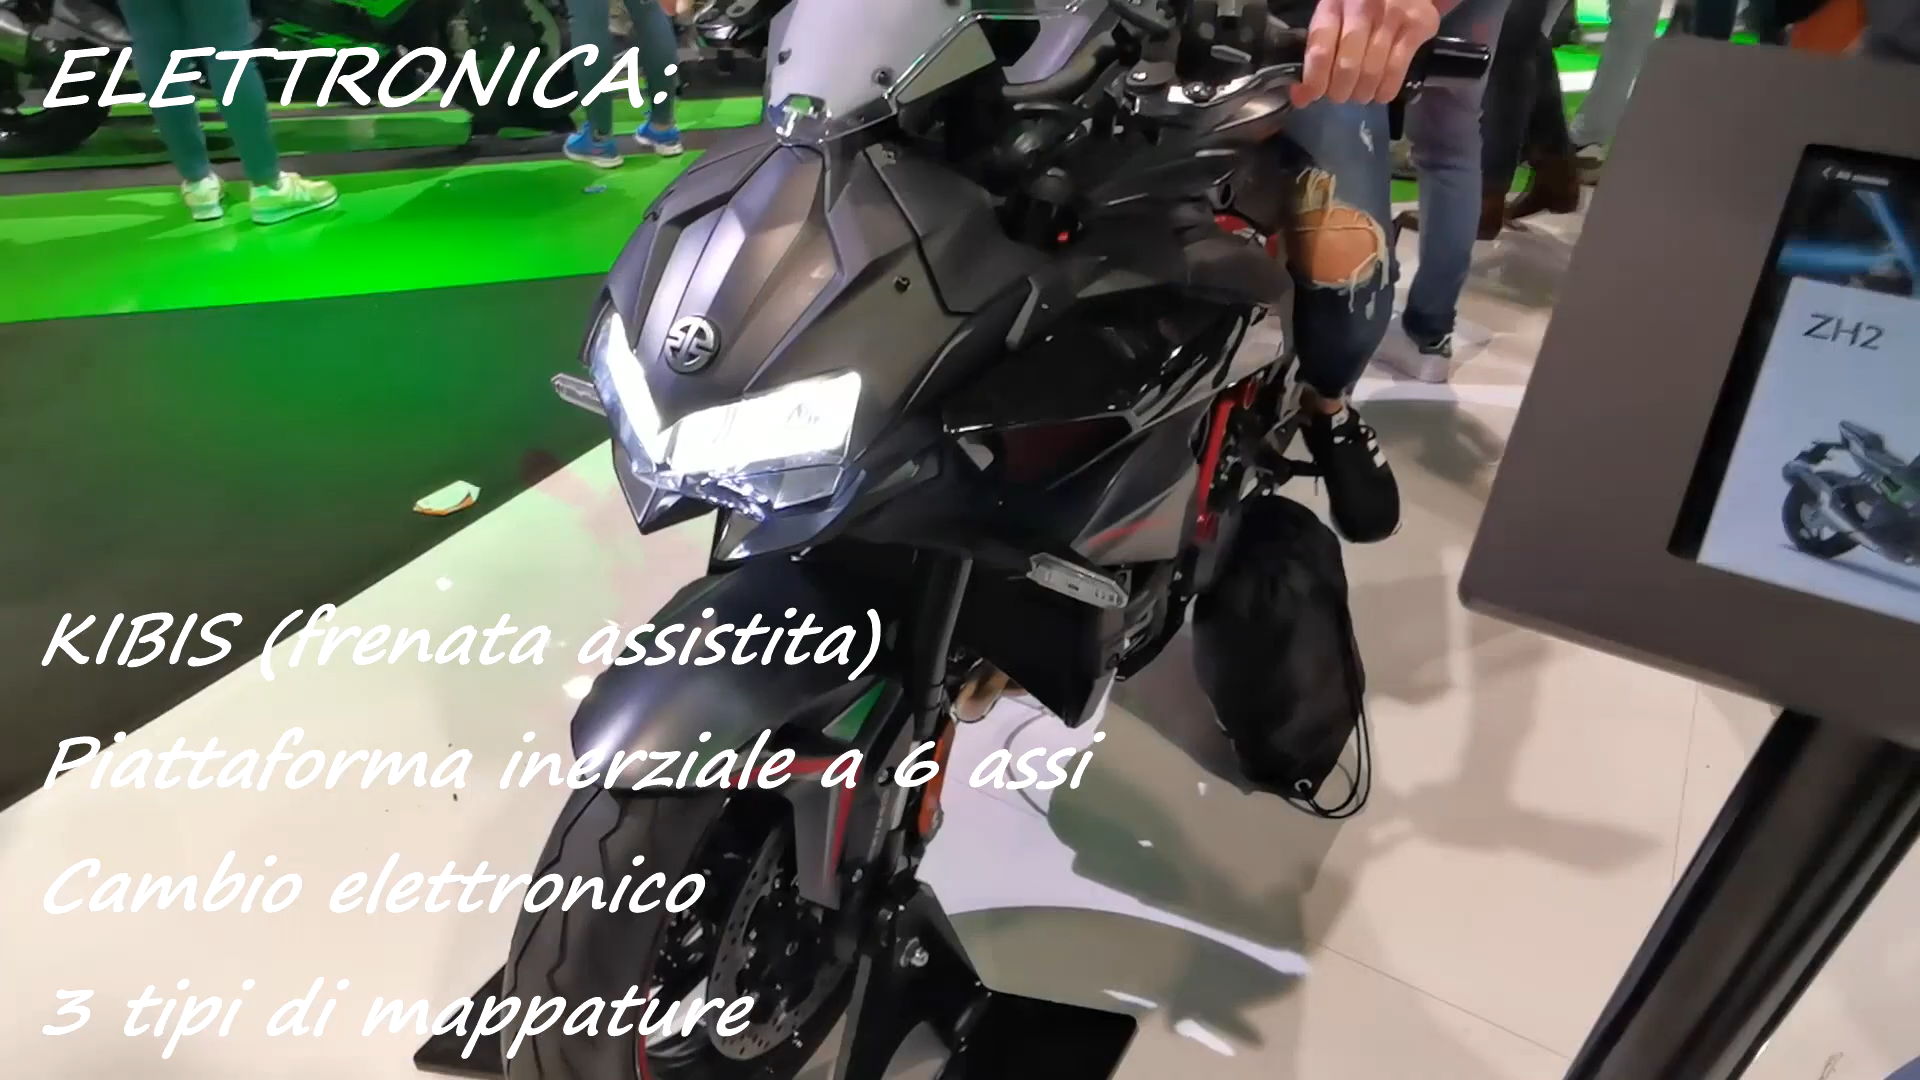 ELETTRONICA:
ZH2
KIBIS (frenata assistita)
Piattaforma inerziale a 6 assi
Cambio elettronico
3 tipi di mappature